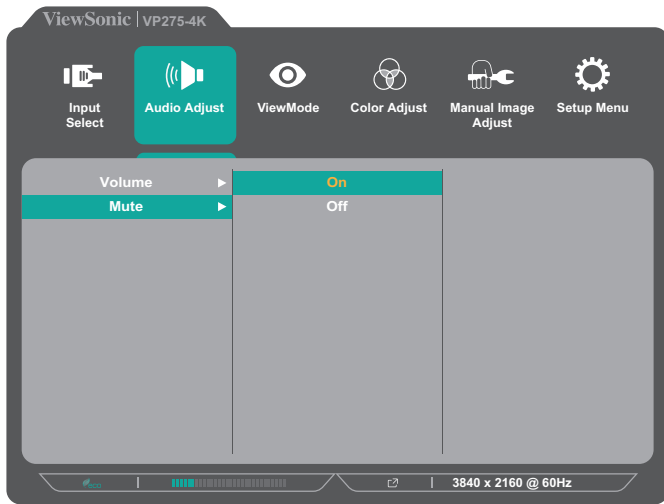 ViewSonic | VP275-4K
Input Select
Audio Adjust
ViewMode
Color Adjust
Manual Image Adjust
Setup Menu
Volume
On
Mute
Off
eco
3840 x 2160 @ 60Hz